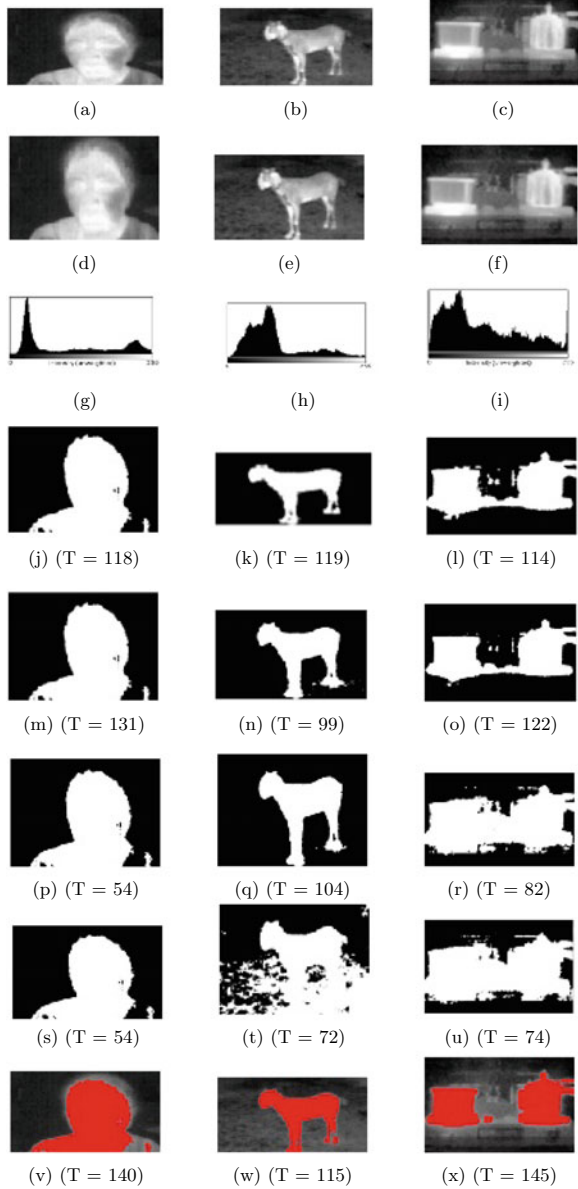 (a) (b) (c)
(d) (e) (f)
(g) (h) (i)
(j) (T = 118) (k) (T = 119) (l) (T = 114)
(m) (T = 131) (n) (T = 99) (o) (T = 122)
(p) (T = 54) (q) (T = 104) (r) (T = 82)
(s) (T = 54) (t) (T = 72) (u) (T = 74)
(v) (T = 140) (w) (T = 115) (x) (T = 145)